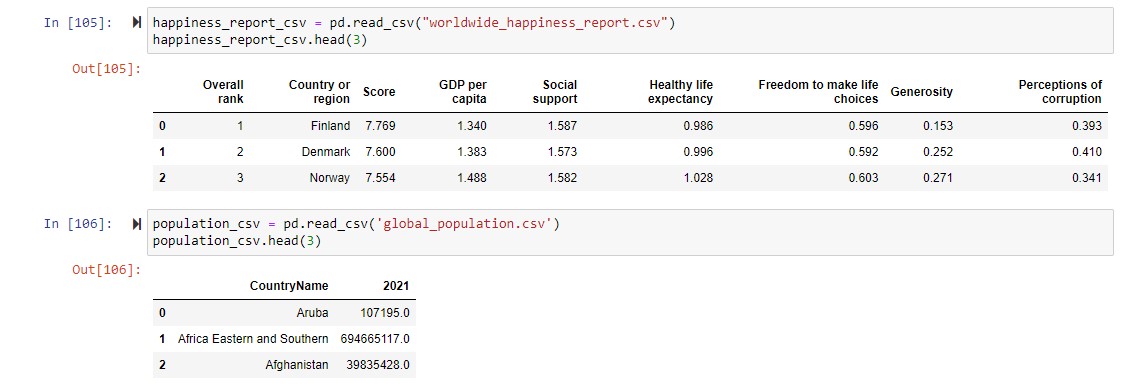 In [105]: happiness_report_csv = pd.read_csv("worldwide_happiness_report.csv")
happiness_report_csv.head(3)
Out[105]:
Overall rank Country or region Score GDP per capita Social support Healthy life expectancy Freedom to make life choices Generosity Perceptions of corruption
0 1 Finland 7.769 1.340 1.587 0.986 0.596 0.153 0.393
1 2 Denmark 7.600 1.383 1.573 0.996 0.592 0.252 0.410
2 3 Norway 7.554 1.488 1.582 1.028 0.603 0.271 0.341
In [106]: population_csv = pd.read_csv('global_population.csv')
population_csv.head(3)
Out[106]:
CountryName 2021
0 Aruba 107195.0
1 Africa Eastern and Southern 694665117.0
2 Afghanistan 39835428.0